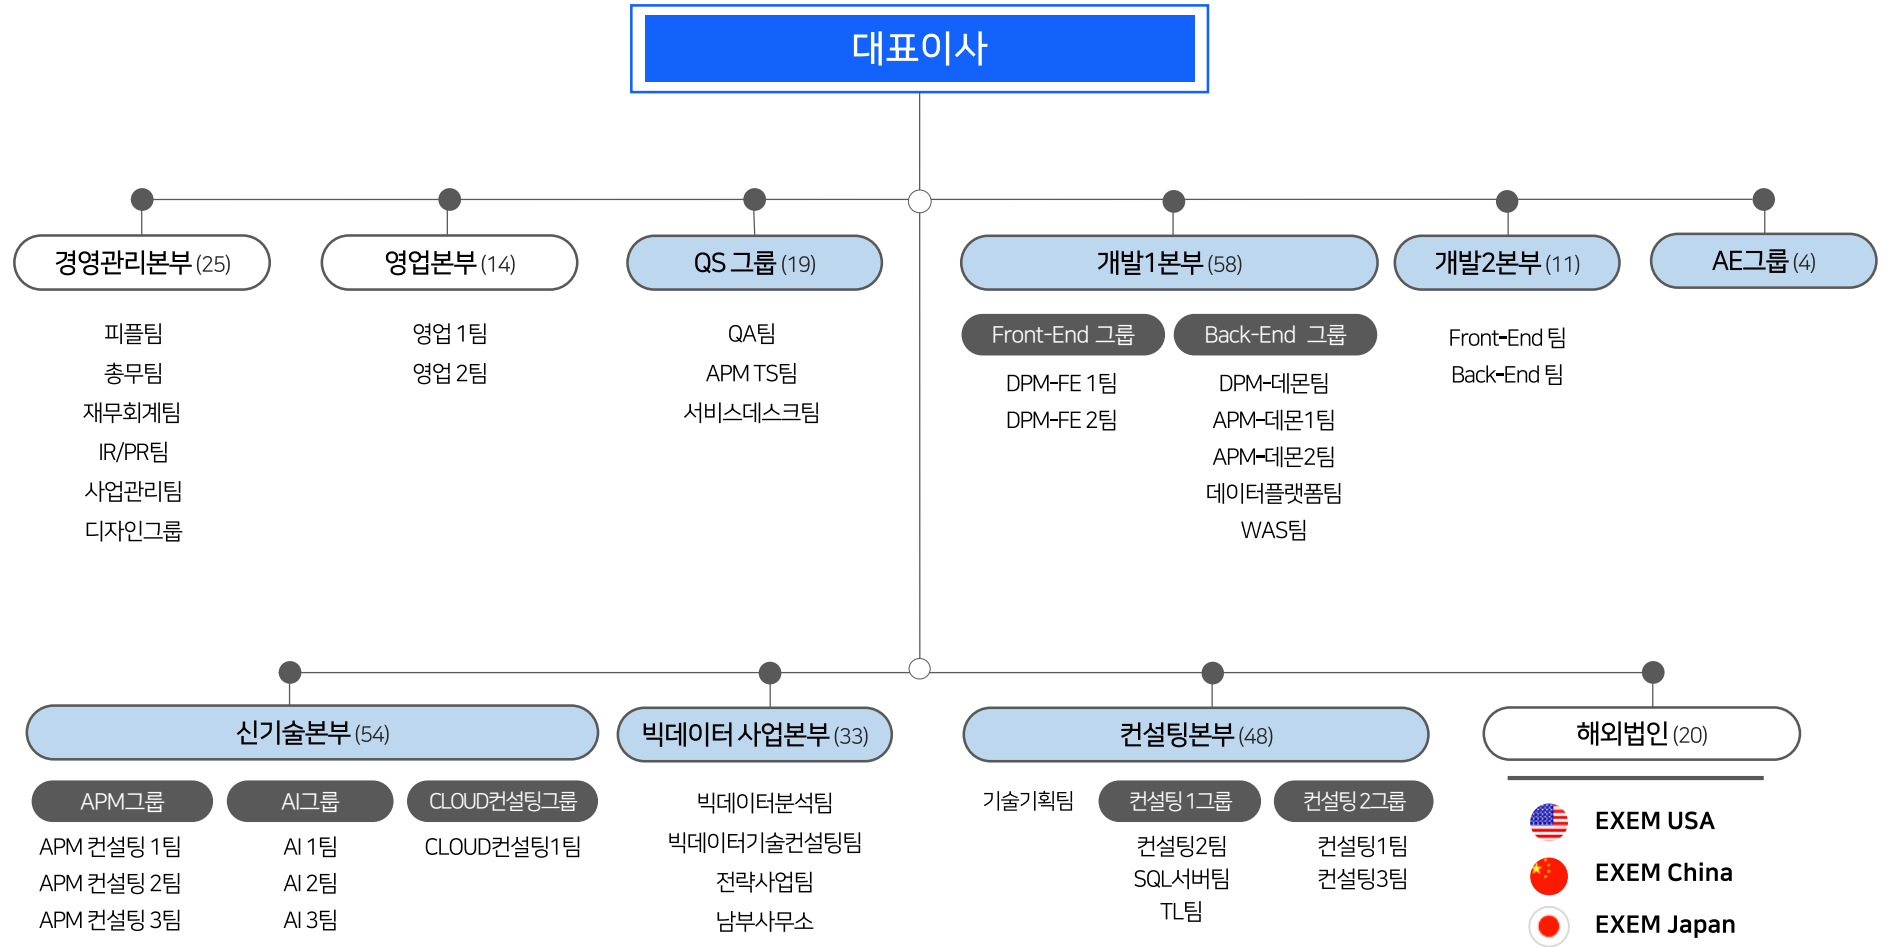 대표이사
경영관리본부 (25)
피플팀
총무팀
재무회계팀
IR/PR팀
사업관리팀
디자인그룹
영업본부 (14)
영업 1팀
영업 2팀
QS 그룹 (19)
QA팀
APM TS팀
서비스데스크팀
개발1본부 (58)
Front-End 그룹
DPM-FE 1팀
DPM-FE 2팀
Back-End 그룹
DPM-데몬팀
APM-데몬1팀
APM-데몬2팀
데이터플랫폼팀
WAS팀
개발2본부 (11)
Front-End 팀
Back-End 팀
AE그룹 (4)
신기술본부 (54)
APM그룹
APM 컨설팅 1팀
APM 컨설팅 2팀
APM 컨설팅 3팀
AI그룹
AI 1팀
AI 2팀
AI 3팀
CLOUD컨설팅그룹
CLOUD컨설팅1팀
빅데이터 사업본부 (33)
빅데이터분석팀
빅데이터기술컨설팅팀
전략사업팀
남부사무소
컨설팅본부 (48)
기술기획팀
컨설팅 1그룹
컨설팅2팀
SQL서버팀
TL팀
컨설팅 2그룹
컨설팅1팀
컨설팅3팀
해외법인 (20)
EXEM USA
EXEM China
EXEM Japan